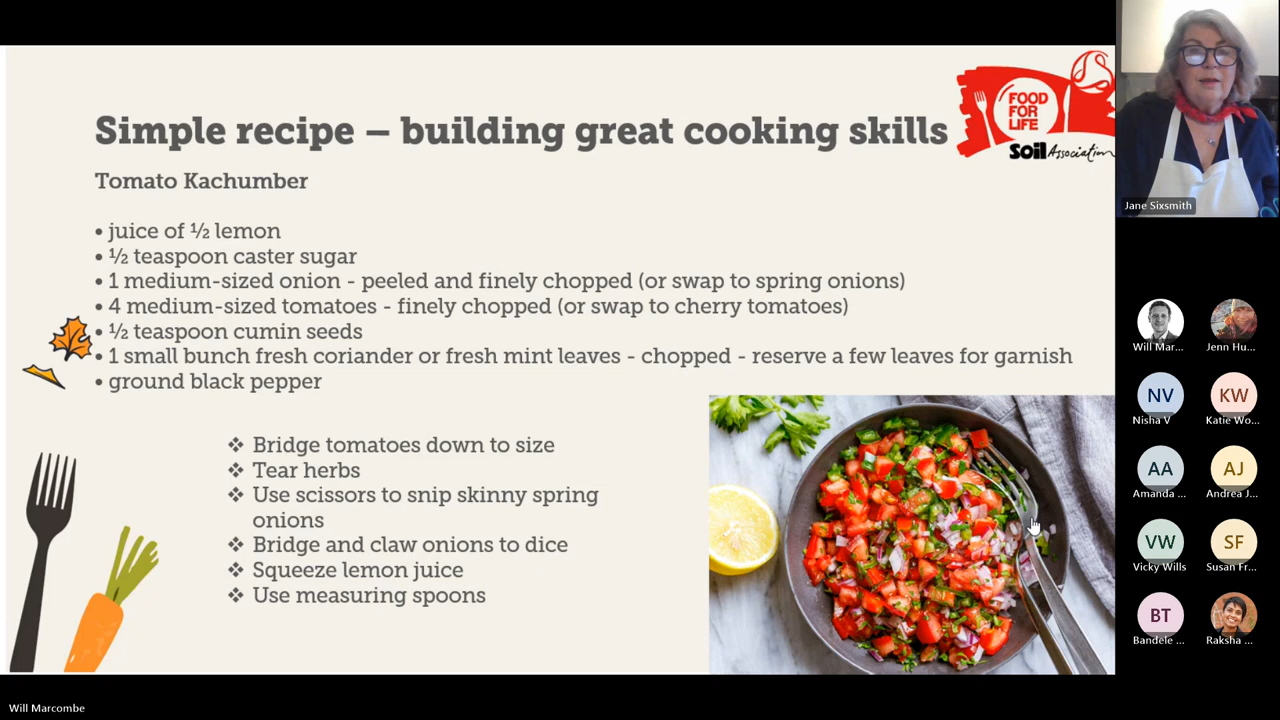 Simple recipe – building great cooking skills
FOOD
FOR
LIFE
Soil Association
Tomato Kachumber
• juice of ½ lemon
• ½ teaspoon caster sugar
• 1 medium-sized onion - peeled and finely chopped (or swap to spring onions)
• 4 medium-sized tomatoes - finely chopped (or swap to cherry tomatoes)
• ½ teaspoon cumin seeds
• 1 small bunch fresh coriander or fresh mint leaves - chopped - reserve a few leaves for garnish
• ground black pepper
❖ Bridge tomatoes down to size
❖ Tear herbs
❖ Use scissors to snip skinny spring
onions
❖ Bridge and claw onions to dice
❖ Squeeze lemon juice
❖ Use measuring spoons
Jane Sixsmith
Will Mar...
Jenn Hu...
NV
Nisha V
KW
Katie Wo...
AA
Amanda ...
AJ
Andrea J...
VW
Vicky Wills
SF
Susan Fr...
BT
Bandele ...
Raksha ...
Will Marcombe